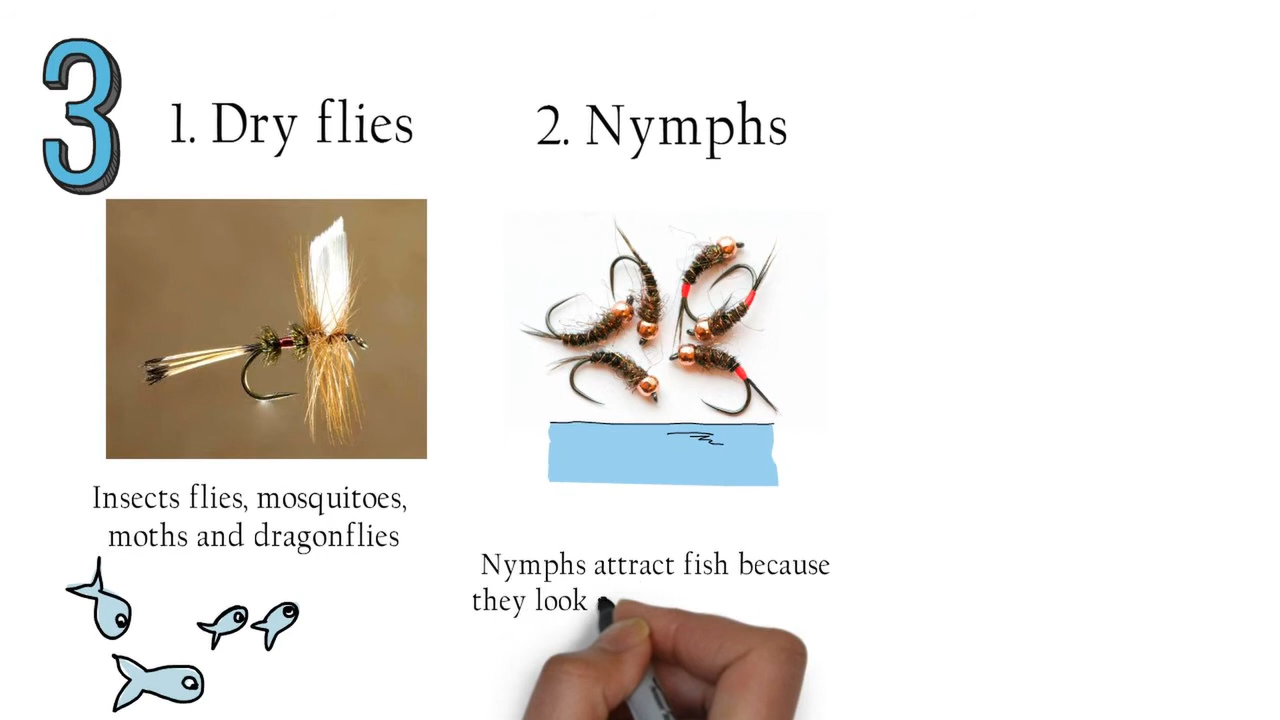 3
1. Dry flies
2. Nymphs
Insects flies, mosquitoes,
moths and dragonflies
Nymphs attract fish because
they look